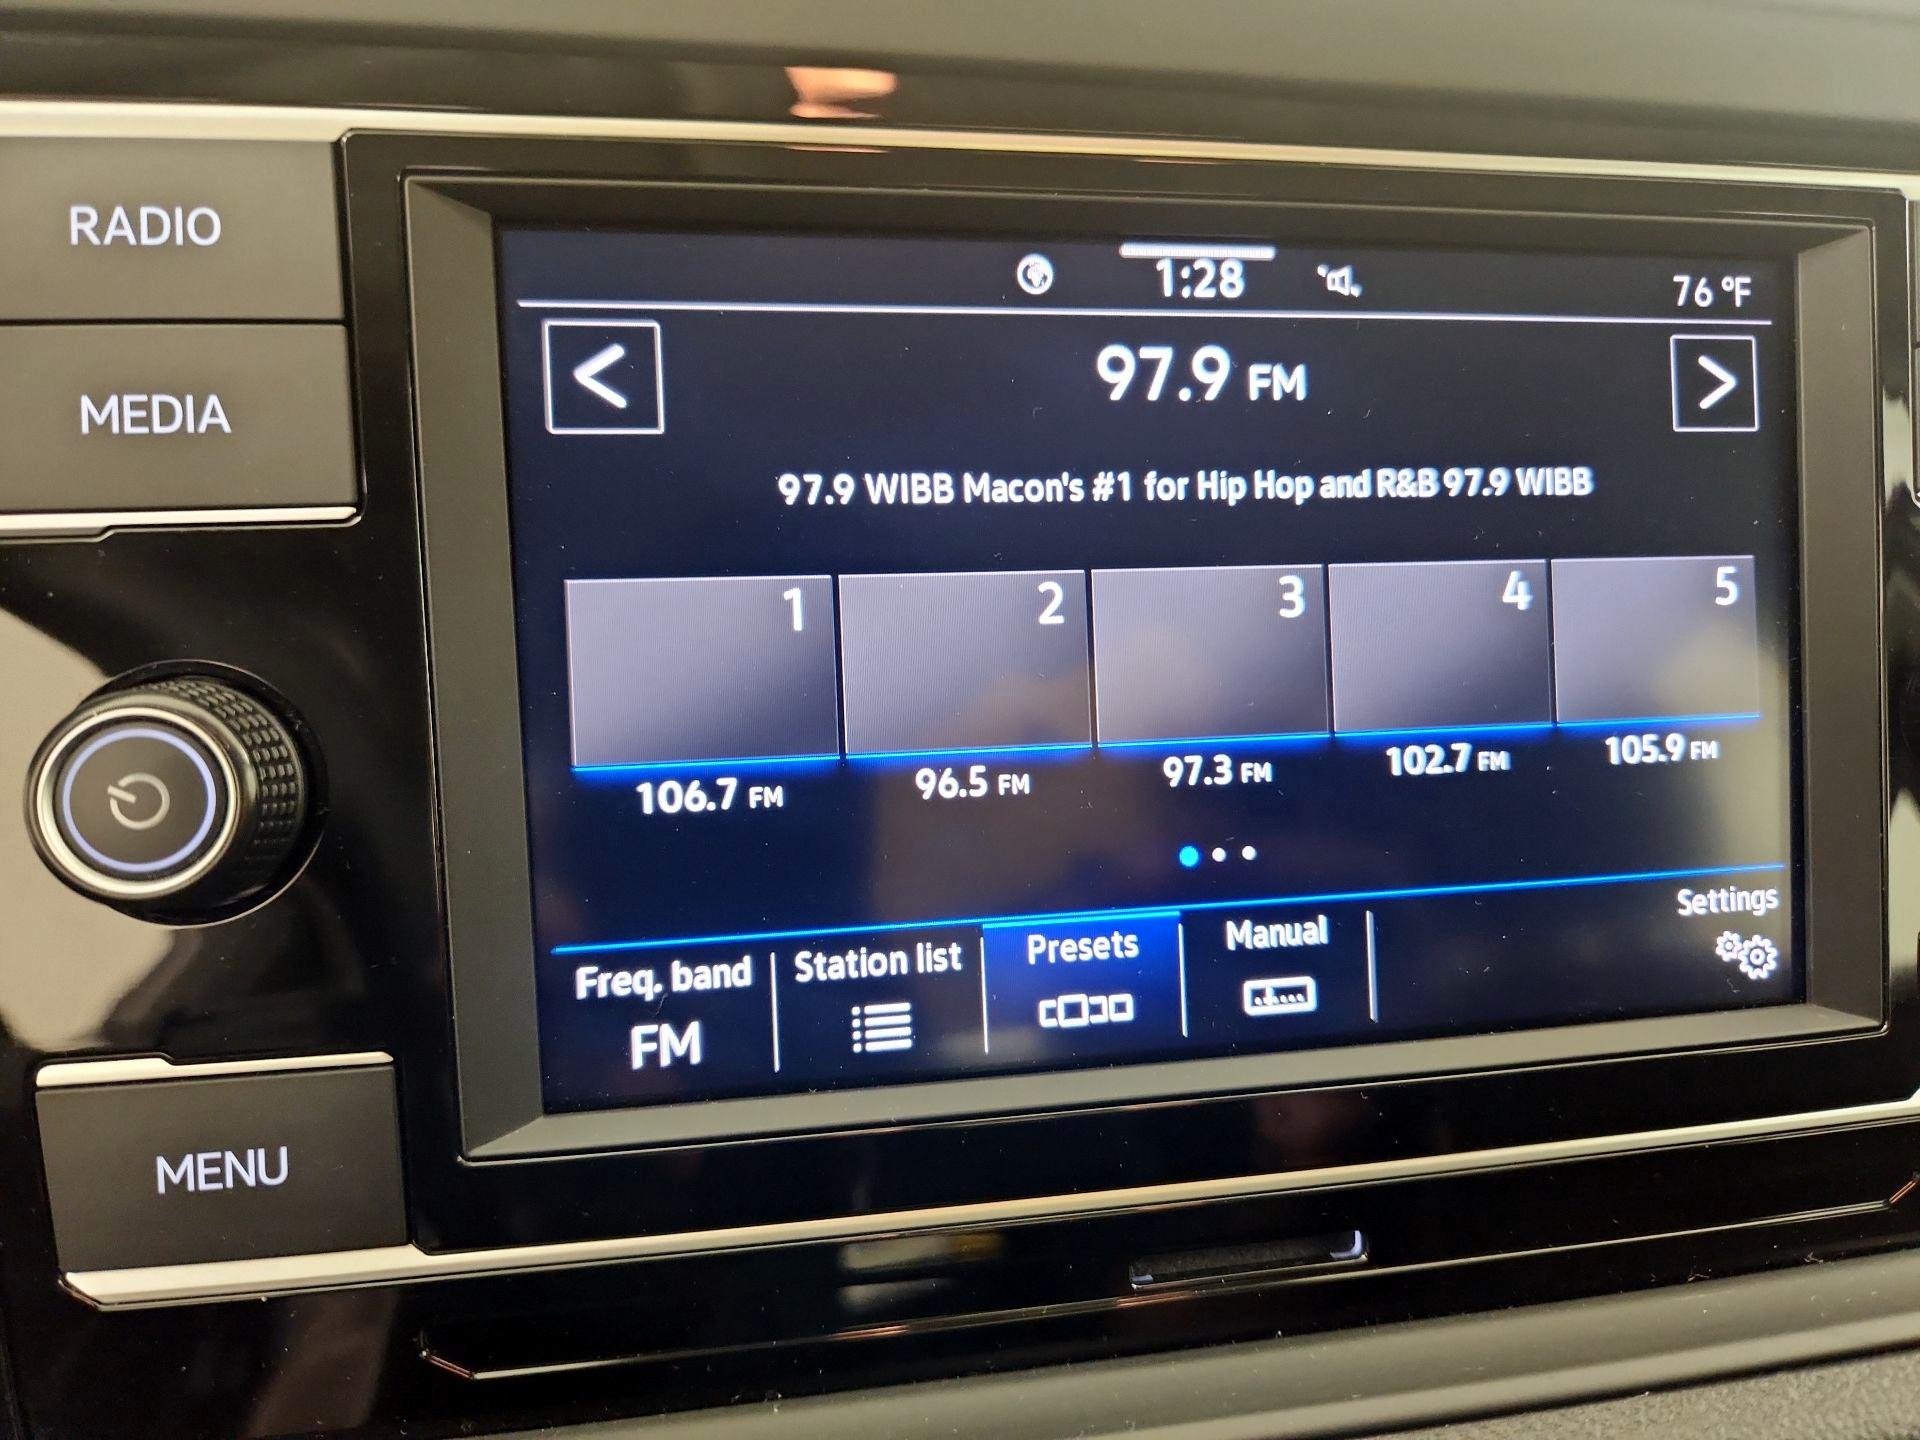 RADIO
MEDIA
MENU
1:28
76 °F
<
97.9 FM
>
97.9 WIBB Macon's #1 for Hip Hop and R&B 97.9 WIBB
1 2 3 4 5
106.7 FM 96.5 FM 97.3 FM 102.7 FM 105.9 FM
Freq. band Station list Presets Manual Settings
FM